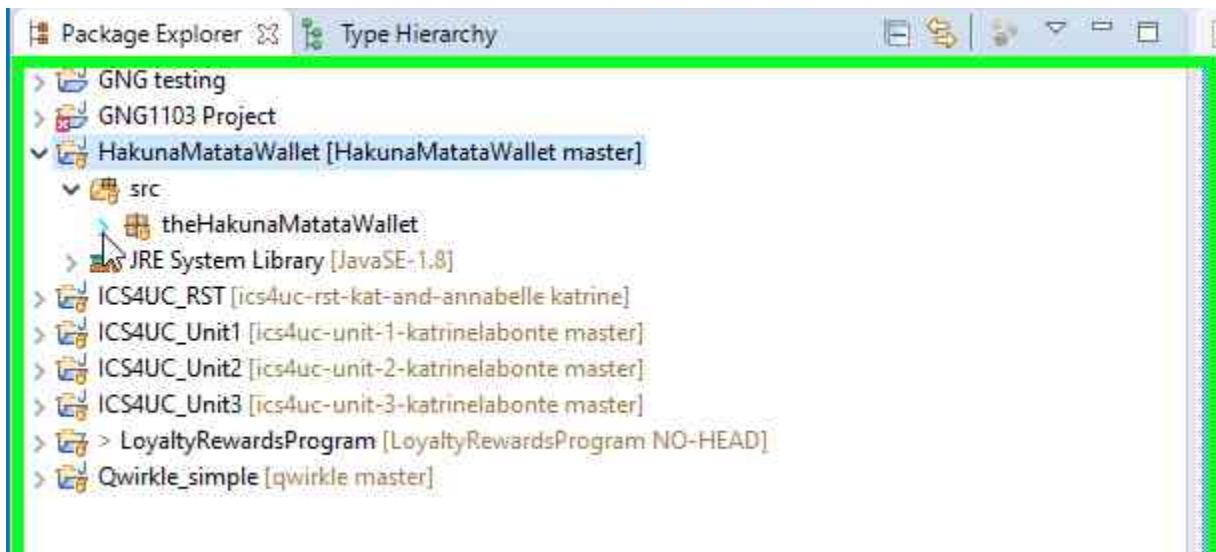 Package Explorer Type Hierarchy
GNG testing
GNG1103 Project
HakunaMatataWallet [HakunaMatataWallet master]
src
theHakunaMatataWallet
JRE System Library [JavaSE-1.8]
ICS4UC_RST [ics4uc-rst-kat-and-annabelle katrine]
ICS4UC_Unit1 [ics4uc-unit-1-katrinelabonte master]
ICS4UC_Unit2 [ics4uc-unit-2-katrinelabonte master]
ICS4UC_Unit3 [ics4uc-unit-3-katrinelabonte master]
> LoyaltyRewardsProgram [LoyaltyRewardsProgram NO-HEAD]
Qwirkle_simple [qwirkle master]